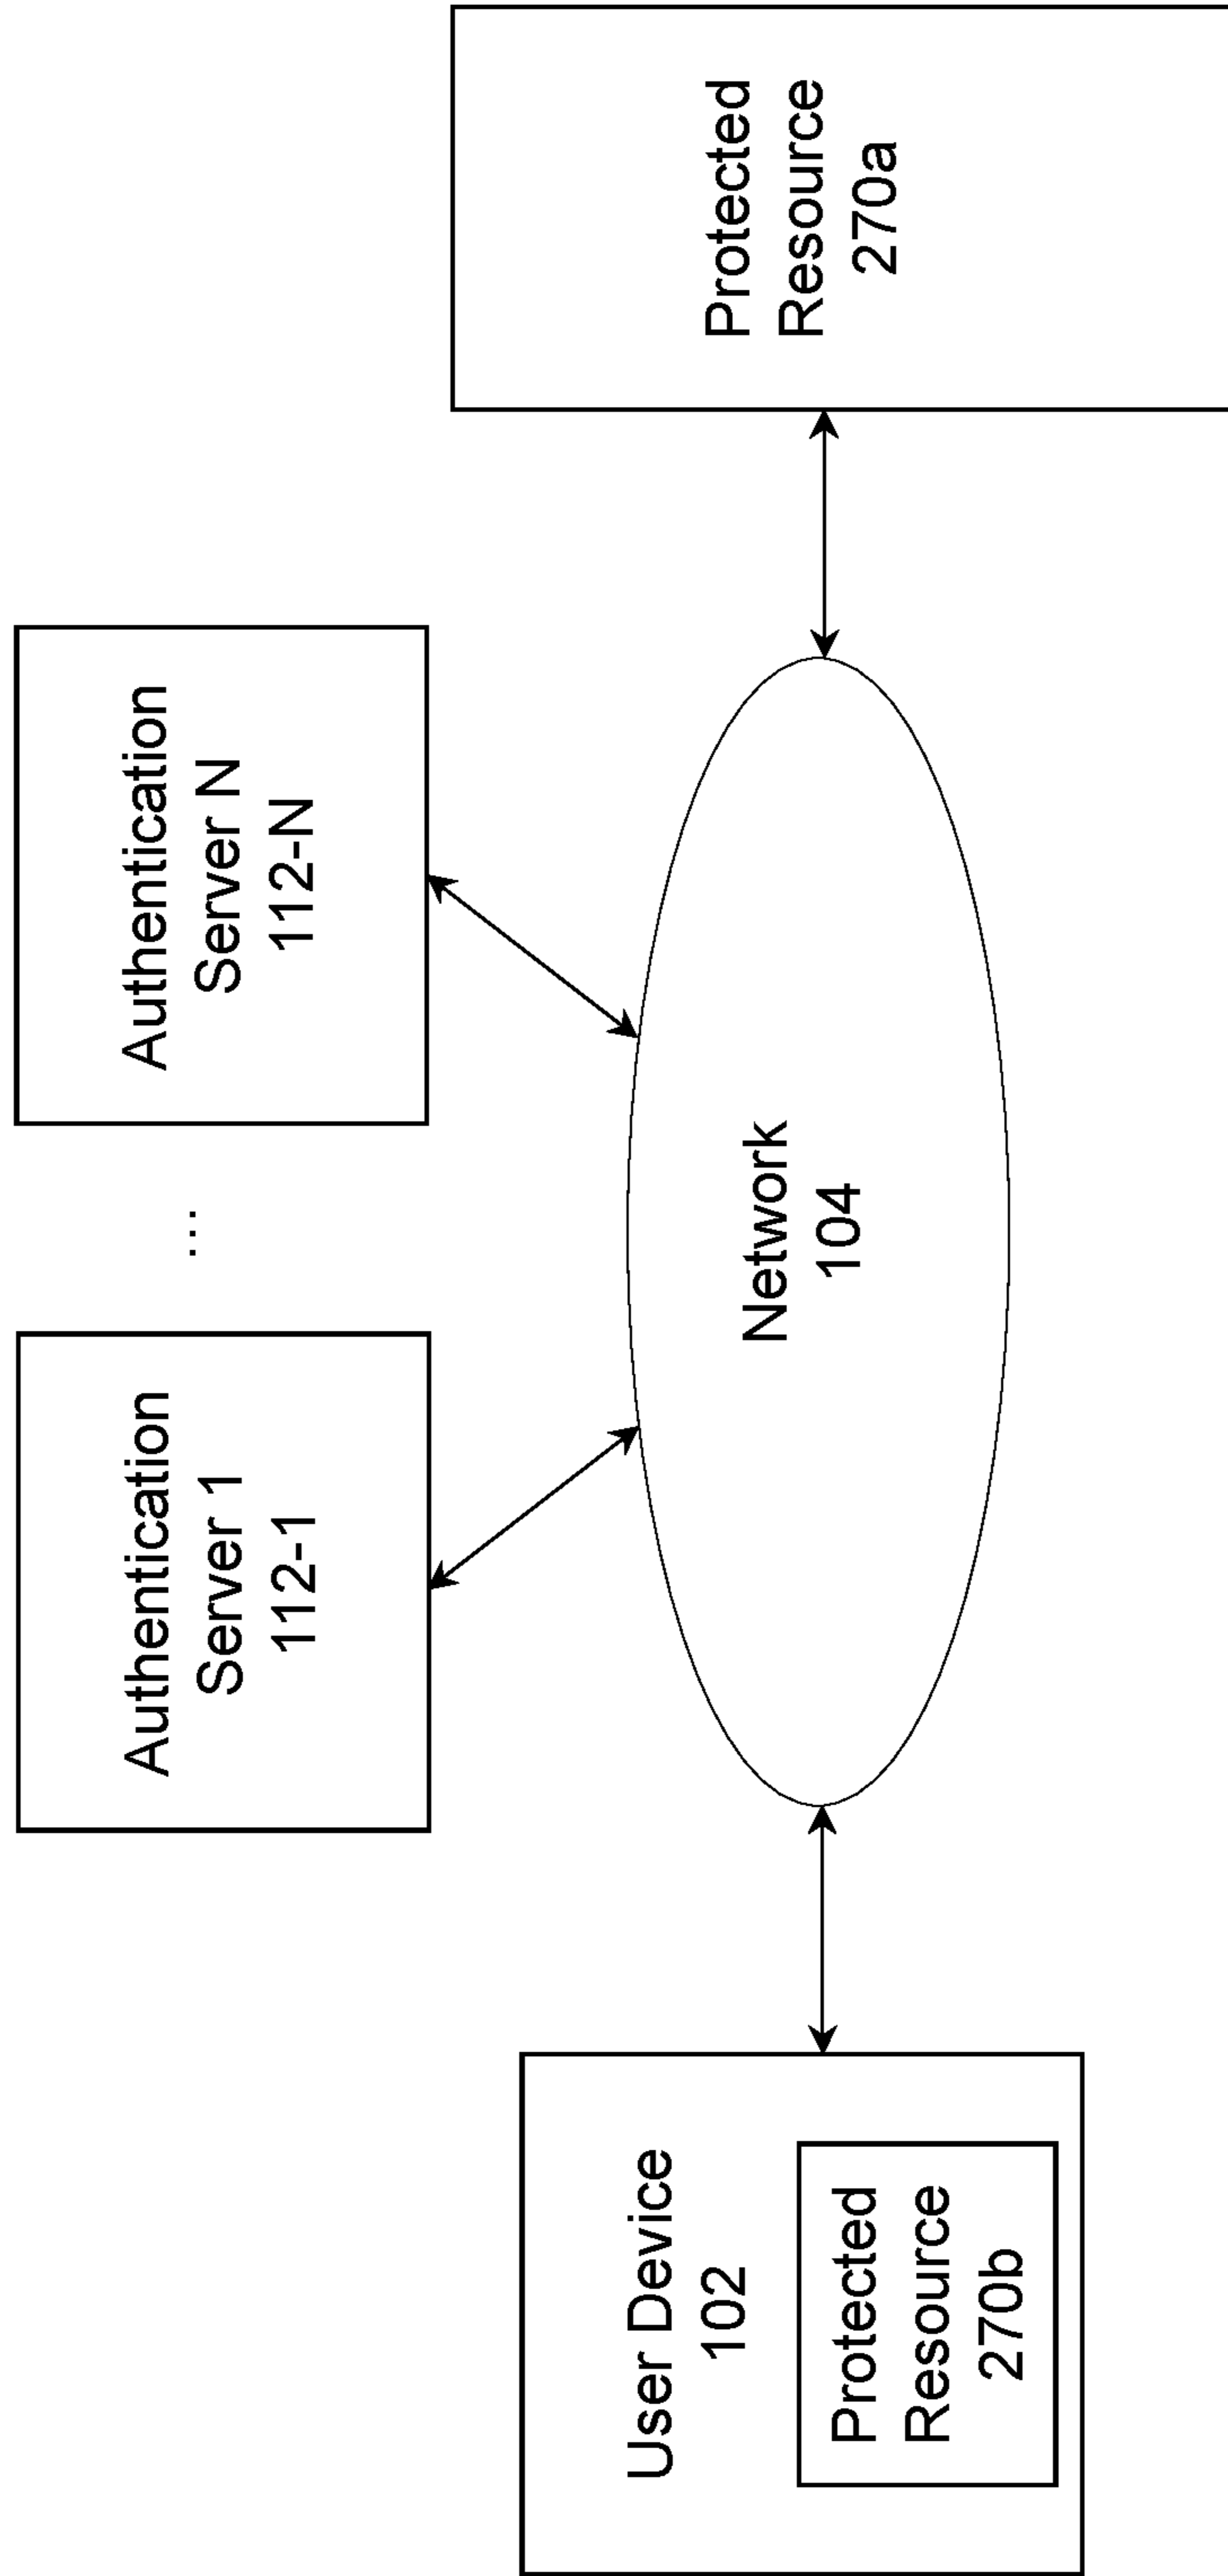 Authentication
Server 1
112-1
...
Authentication
Server N
112-N
User Device
102
Protected
Resource
270b
Network
104
Protected
Resource
270a